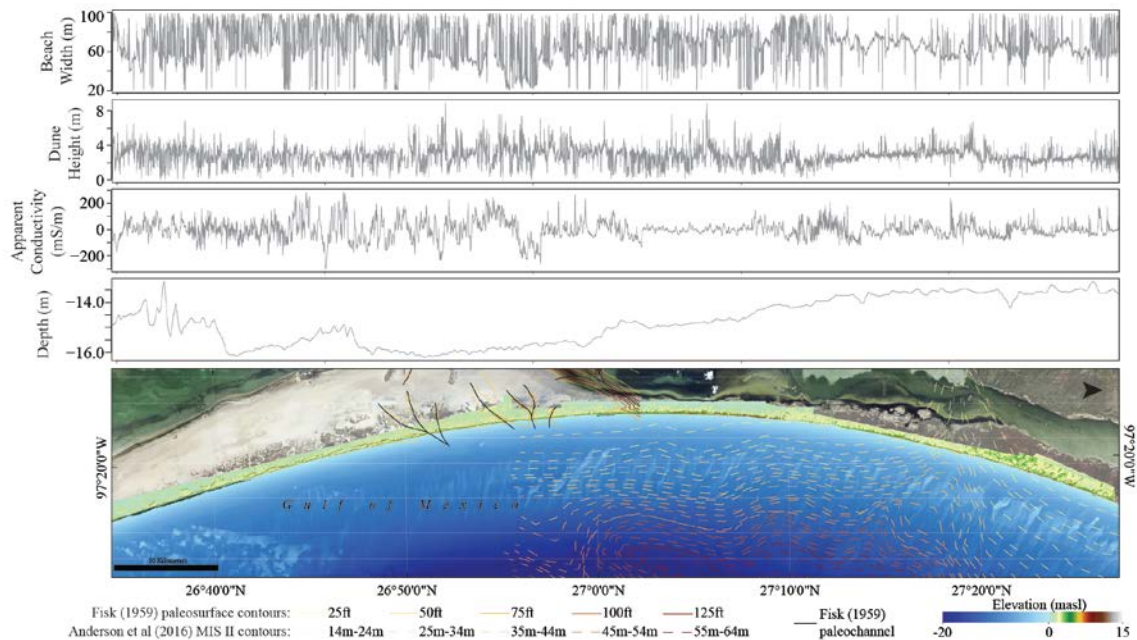 Beach
Width (m)
100
60
20
Dune
Height (m)
8
4
0
Apparent
Conductivity
(mS/m)
200
0
−200
Depth (m)
−14.0
−16.0
97°20'0"W
97°20'0"W
Gulf of Mexico
26°40'0"N
26°50'0"N
27°00'0"N
27°10'0"N
27°20'0"N
Fisk (1959) paleosurface contours: 25ft 50ft 75ft 100ft 125ft
Anderson et al (2016) MIS II contours: 14m-24m 25m-34m 35m-44m 45m-54m 55m-64m
Fisk (1959)
paleochannel
Elevation (masl)
-20 15